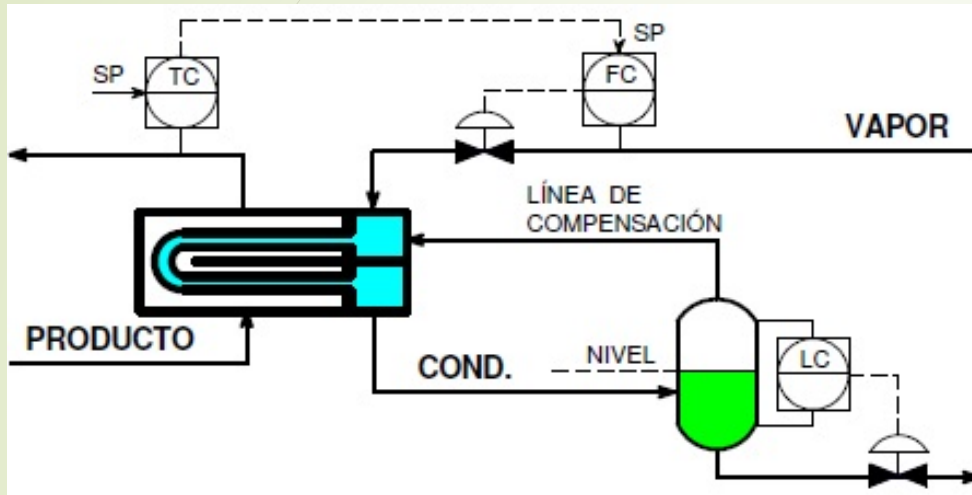 SP
SP
TC
FC
VAPOR
LÍNEA DE
COMPENSACIÓN
PRODUCTO
COND.
NIVEL
LC